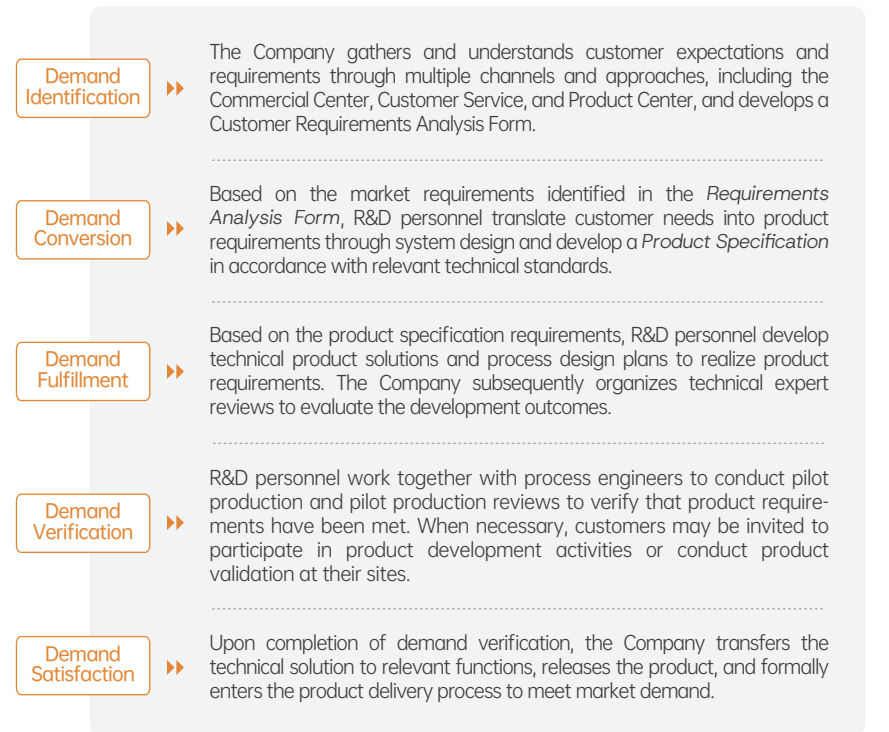 Demand
Identification
The Company gathers and understands customer expectations and
requirements through multiple channels and approaches, including the
Commercial Center, Customer Service, and Product Center, and develops a
Customer Requirements Analysis Form.
Demand
Conversion
Based on the market requirements identified in the Requirements
Analysis Form, R&D personnel translate customer needs into product
requirements through system design and develop a Product Specification
in accordance with relevant technical standards.
Demand
Fulfillment
Based on the product specification requirements, R&D personnel develop
technical product solutions and process design plans to realize product
requirements. The Company subsequently organizes technical expert
reviews to evaluate the development outcomes.
Demand
Verification
R&D personnel work together with process engineers to conduct pilot
production and pilot production reviews to verify that product require-
ments have been met. When necessary, customers may be invited to
participate in product development activities or conduct product
validation at their sites.
Demand
Satisfaction
Upon completion of demand verification, the Company transfers the
technical solution to relevant functions, releases the product, and formally
enters the product delivery process to meet market demand.